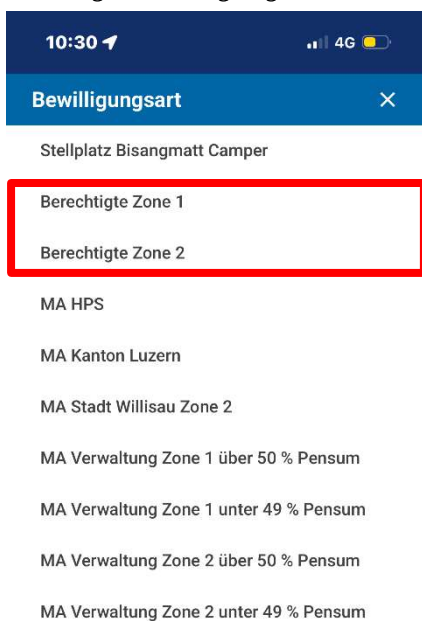 10:30 4G
Bewilligungsart
Stellplatz Bisangmatt Camper
Berechtigte Zone 1
Berechtigte Zone 2
MA HPS
MA Kanton Luzern
MA Stadt Willisau Zone 2
MA Verwaltung Zone 1 über 50 % Pensum
MA Verwaltung Zone 1 unter 49 % Pensum
MA Verwaltung Zone 2 über 50 % Pensum
MA Verwaltung Zone 2 unter 49 % Pensum